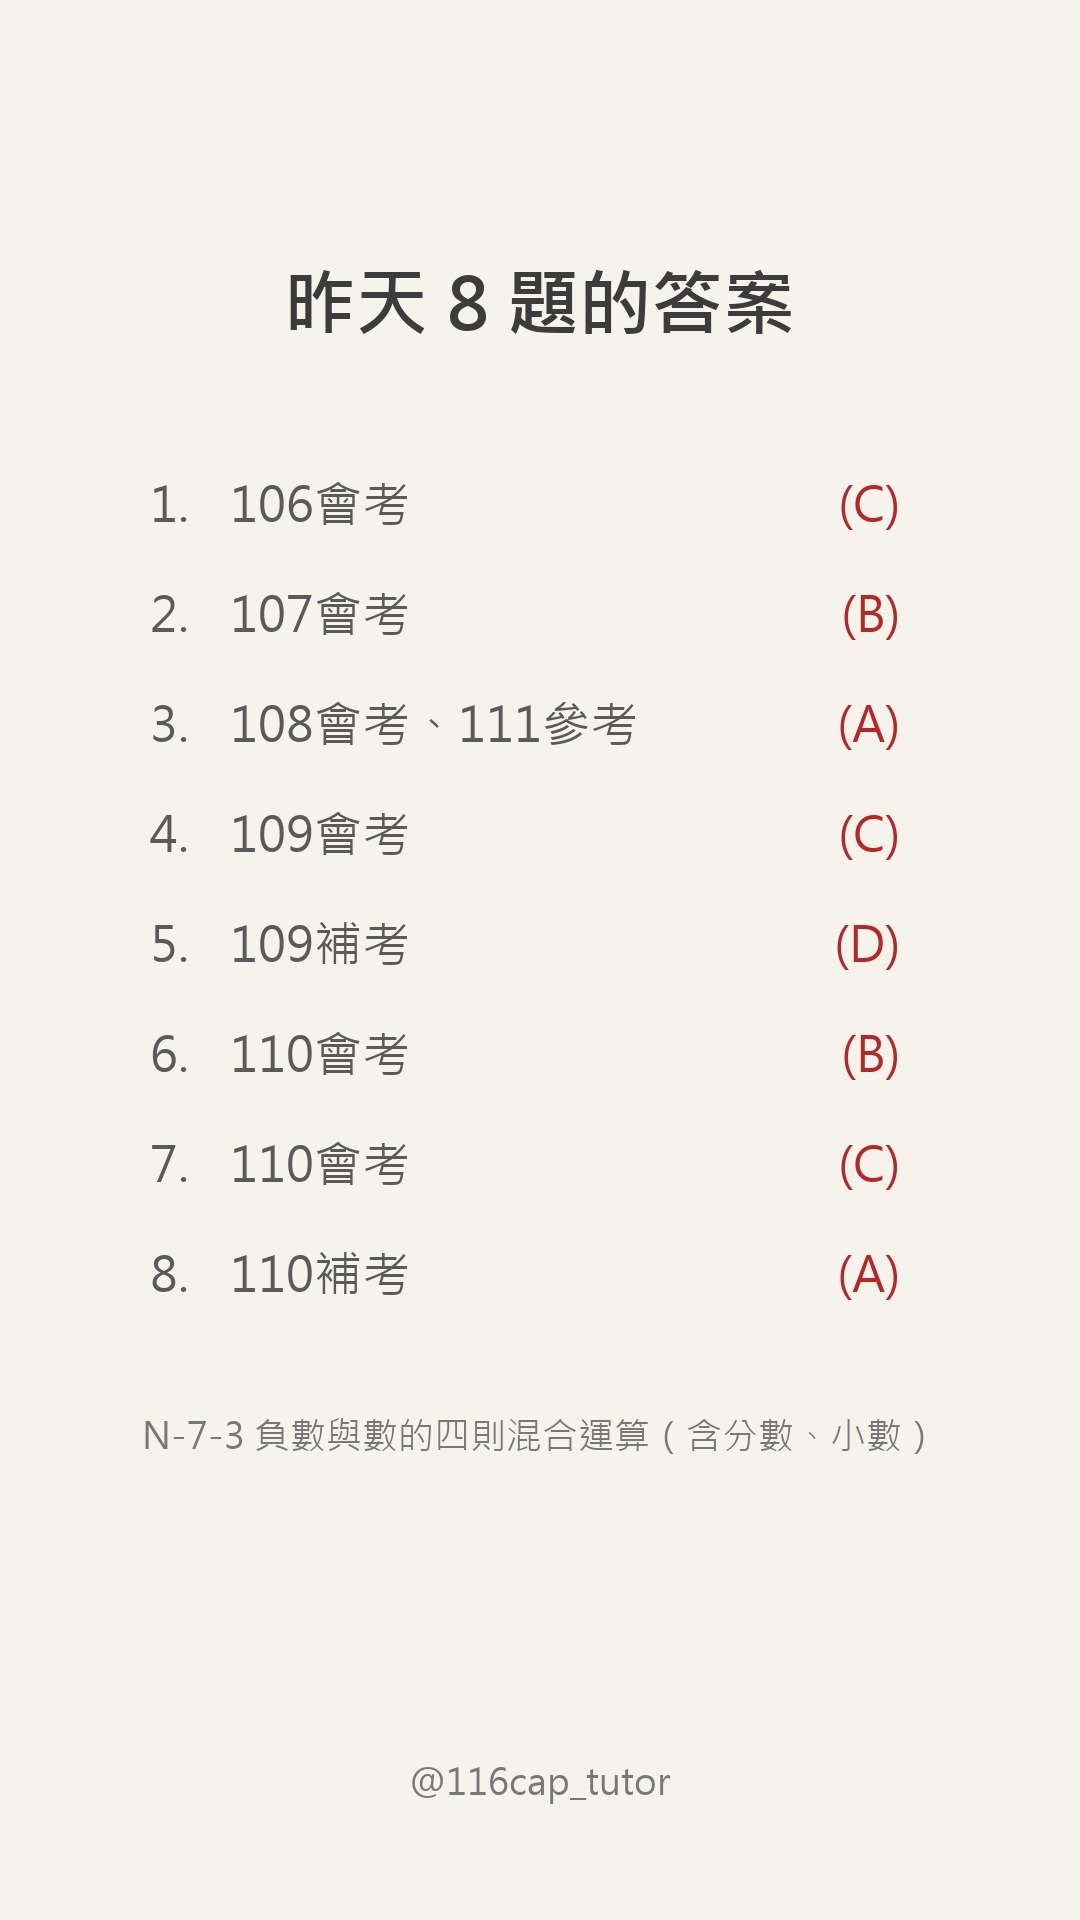 昨天 8 題的答案
1. 106會考 (C)
2. 107會考 (B)
3. 108會考、111參考 (A)
4. 109會考 (C)
5. 109補考 (D)
6. 110會考 (B)
7. 110會考 (C)
8. 110補考 (A)
N-7-3 負數與數的四則混合運算（含分數、小數）
@116cap_tutor